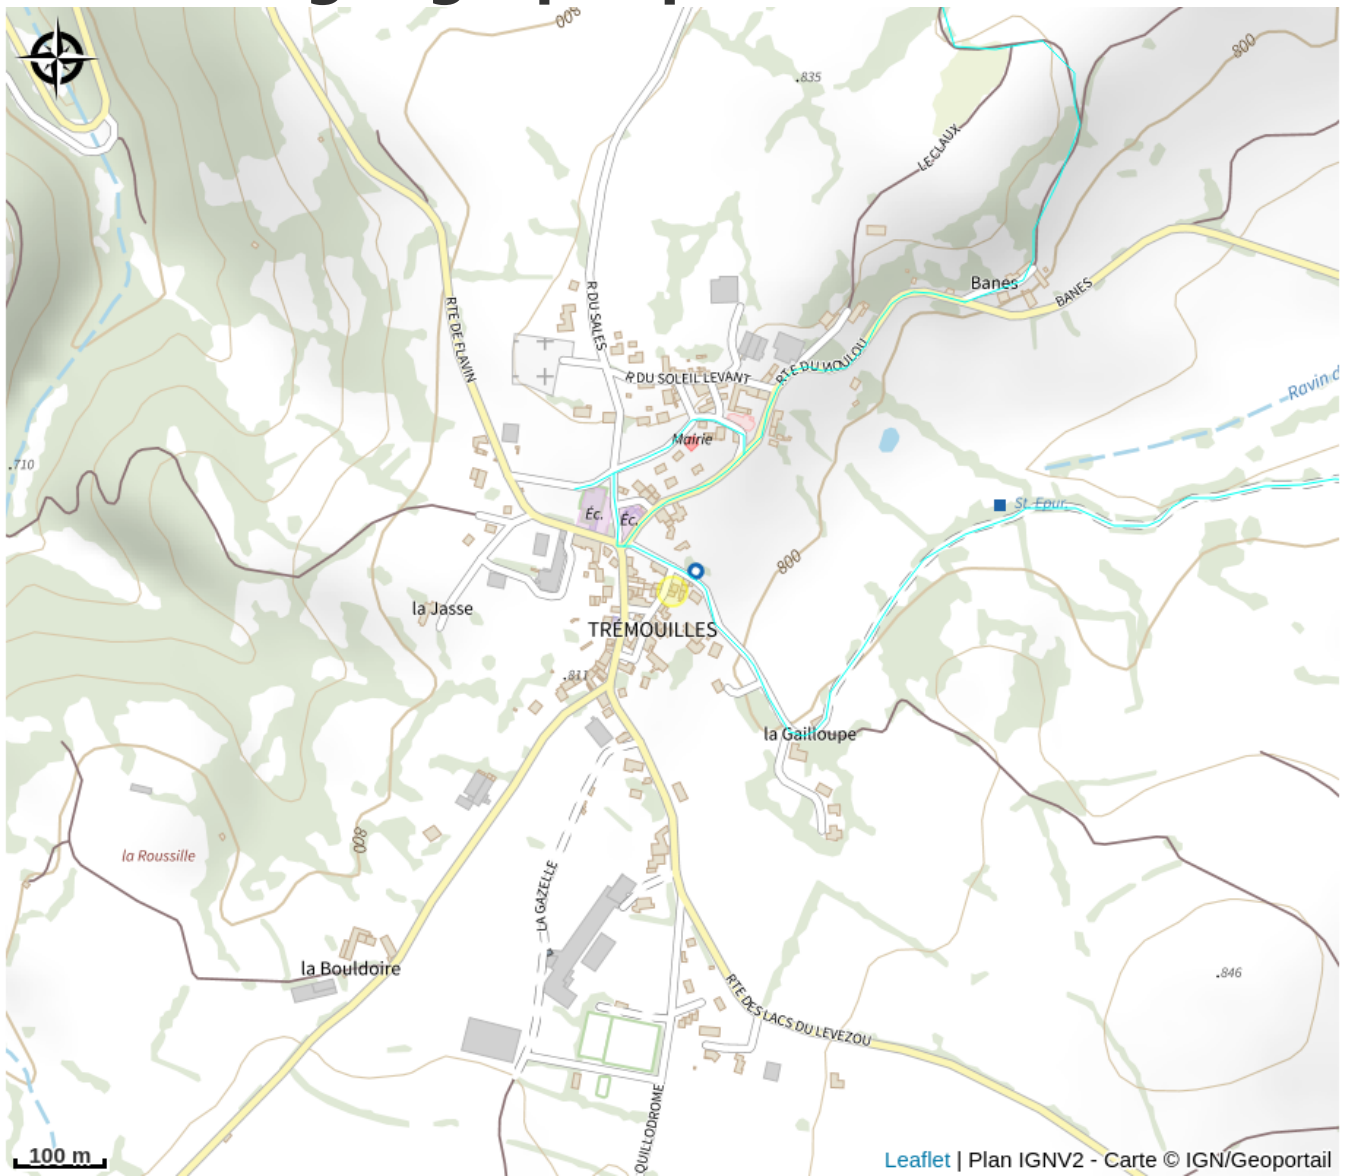 800
800
.835
LECLAUX
RTE DE FLAVIN
R DU SALES
Banes
BANES
R DU SOLEIL LEVANT
RTE DU MOULOU
Ravin d
Mairie
.710
Éc.
Éc.
St. Epur.
800
la Jasse
TREMOUILLES
.811
la Gailloupe
800
la Roussille
LA GAZELLE
la Bouldoire
.846
RTE DES LACS DU LEVEZOU
QUILLODROME
100 m
Leaflet | Plan IGNV2 - Carte © IGN/Geoportail